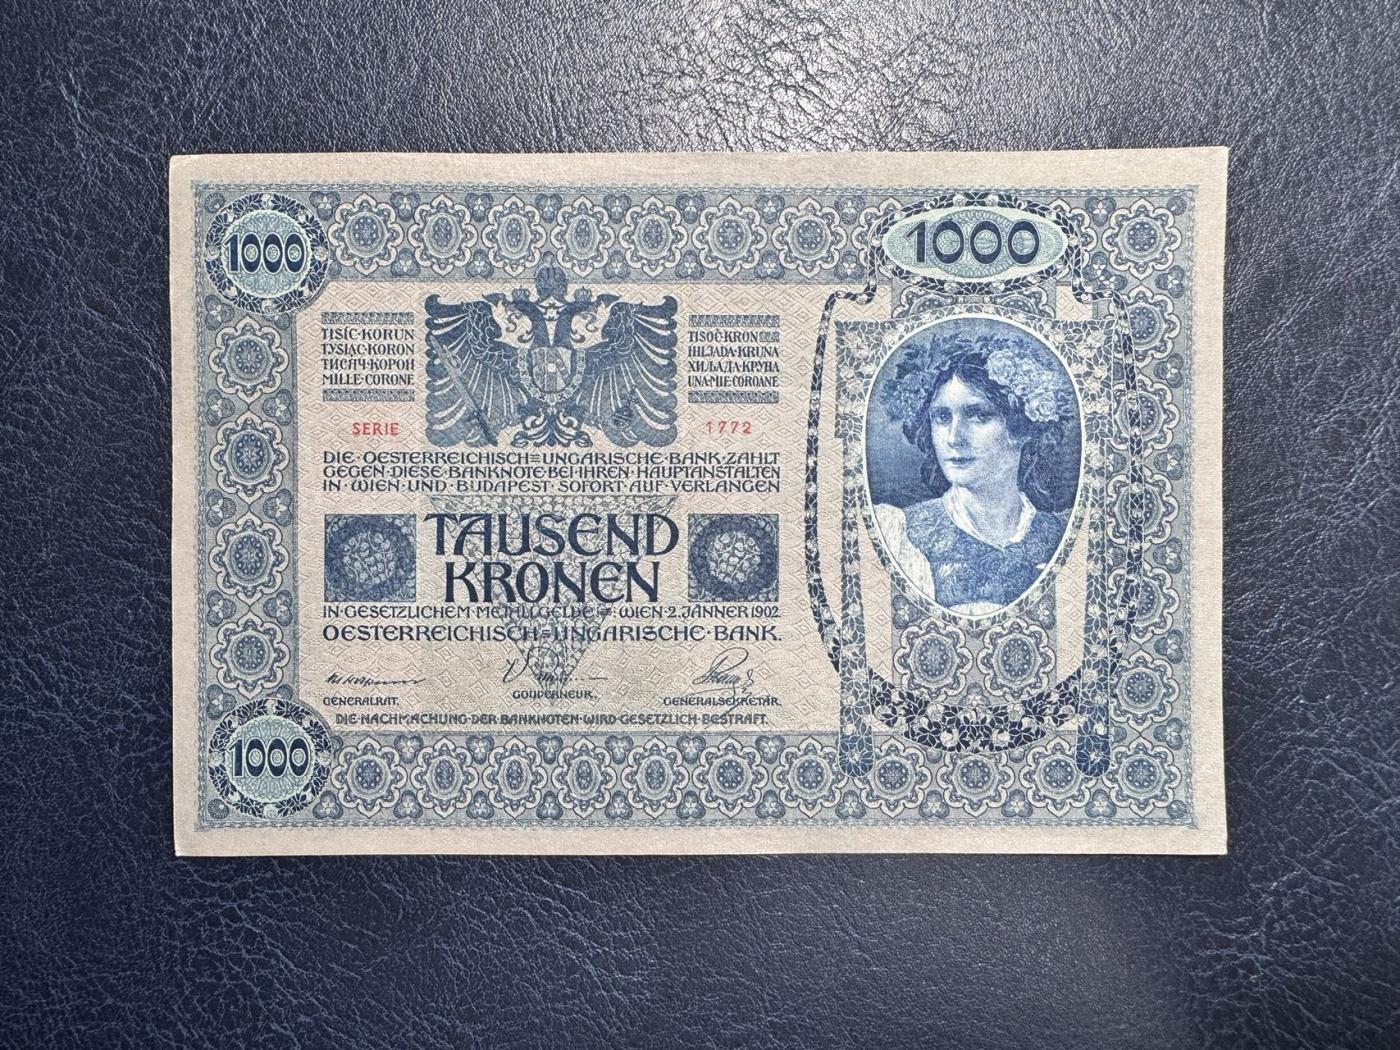 1000
1000
TISÍC·KORUN
TYSIĄC·KORON
ТИСЯЧ·КОРОН
MILLE·CORONE
TISOČ·KRON
HILJADA·KRUNA
ХИЉАДА·КРУНА
UNA·MIE·COROANE
SERIE 1772
DIE·OESTERREICHISCH=UNGARISCHE·BANK·ZAHLT
GEGEN·DIESE·BANKNOTE·BEI·IHREN·HAUPTANSTALTEN
IN·WIEN·UND·BUDAPEST·SOFORT·AUF·VERLANGEN
TAUSEND
KRONEN
IN·GESETZLICHEM·METALLGELDE=:WIEN·2.JÄNNER 1902
OESTERREICHISCH=UNGARISCHE·BANK.
GENERALRAT.
GOUVERNEUR.
GENERALSEKRETÄR.
DIE·NACHMACHUNG·DER·BANKNOTEN·WIRD·GESETZLICH·BESTRAFT.
1000